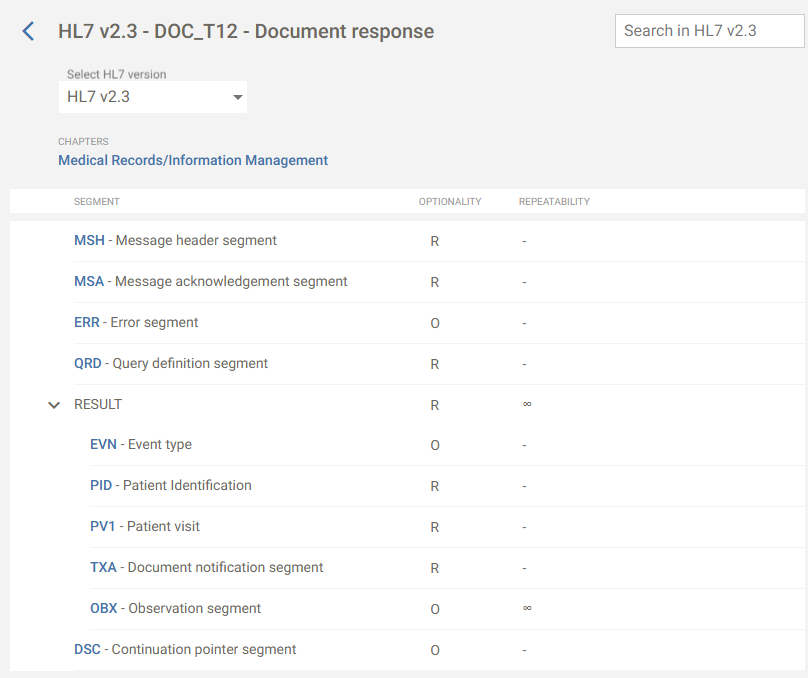 HL7 v2.3 - DOC_T12 - Document response
Search in HL7 v2.3
Select HL7 version
HL7 v2.3
CHAPTERS
Medical Records/Information Management
SEGMENT OPTIONALITY REPEATABILITY
MSH - Message header segment R -
MSA - Message acknowledgement segment R -
ERR - Error segment O -
QRD - Query definition segment R -
RESULT R ∞
EVN - Event type O -
PID - Patient Identification R -
PV1 - Patient visit R -
TXA - Document notification segment R -
OBX - Observation segment O ∞
DSC - Continuation pointer segment O -